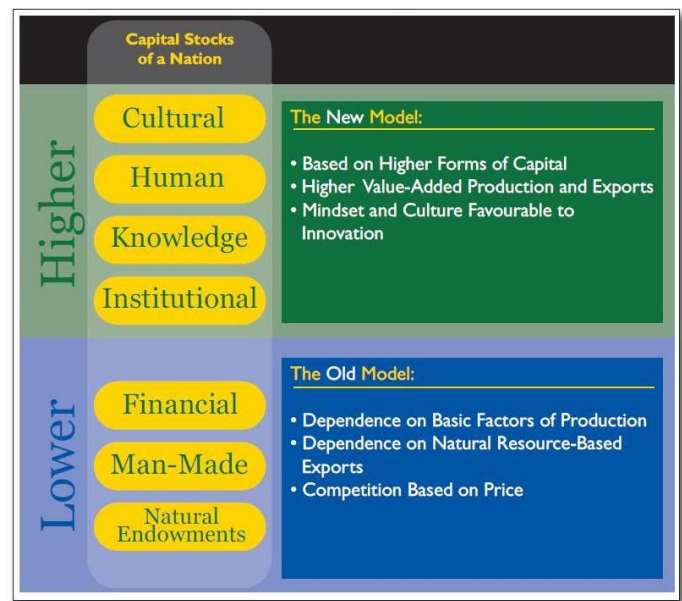 Capital Stocks
of a Nation
Higher
Cultural
Human
Knowledge
Institutional
The New Model:
• Based on Higher Forms of Capital
• Higher Value-Added Production and Exports
• Mindset and Culture Favourable to
Innovation
Lower
Financial
Man-Made
Natural
Endowments
The Old Model:
• Dependence on Basic Factors of Production
• Dependence on Natural Resource-Based
Exports
• Competition Based on Price